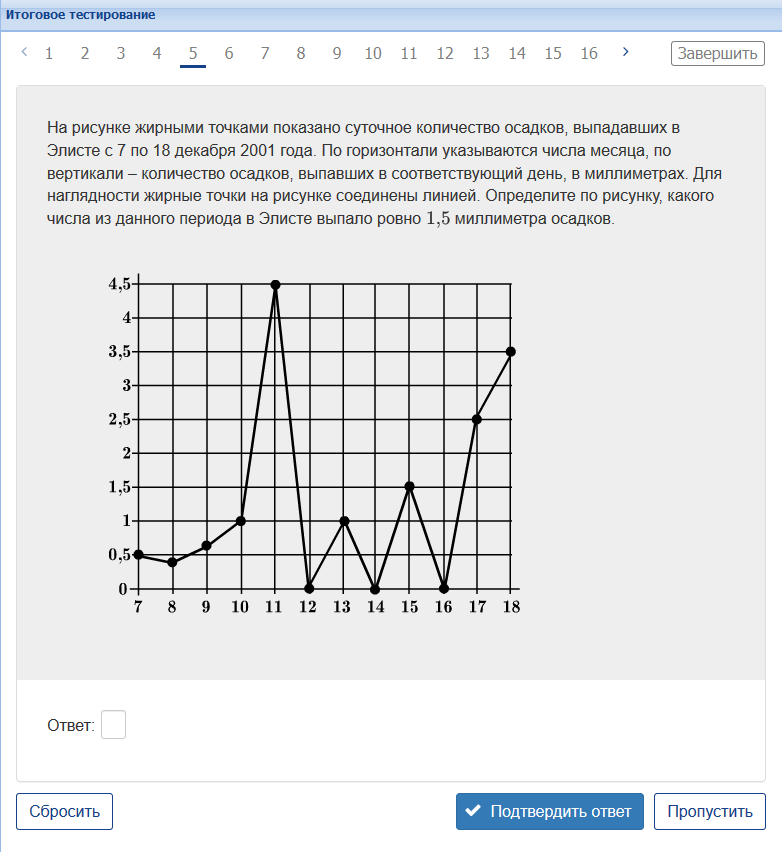 Итоговое тестирование
‹ 1 2 3 4 5 6 7 8 9 10 11 12 13 14 15 16 › Завершить
На рисунке жирными точками показано суточное количество осадков, выпадавших в
Элисте с 7 по 18 декабря 2001 года. По горизонтали указываются числа месяца, по
вертикали – количество осадков, выпавших в соответствующий день, в миллиметрах. Для
наглядности жирные точки на рисунке соединены линией. Определите по рисунку, какого
числа из данного периода в Элисте выпало ровно 1,5 миллиметра осадков.
4,5
4
3,5
3
2,5
2
1,5
1
0,5
0
7 8 9 10 11 12 13 14 15 16 17 18
Ответ:
Сбросить Подтвердить ответ Пропустить